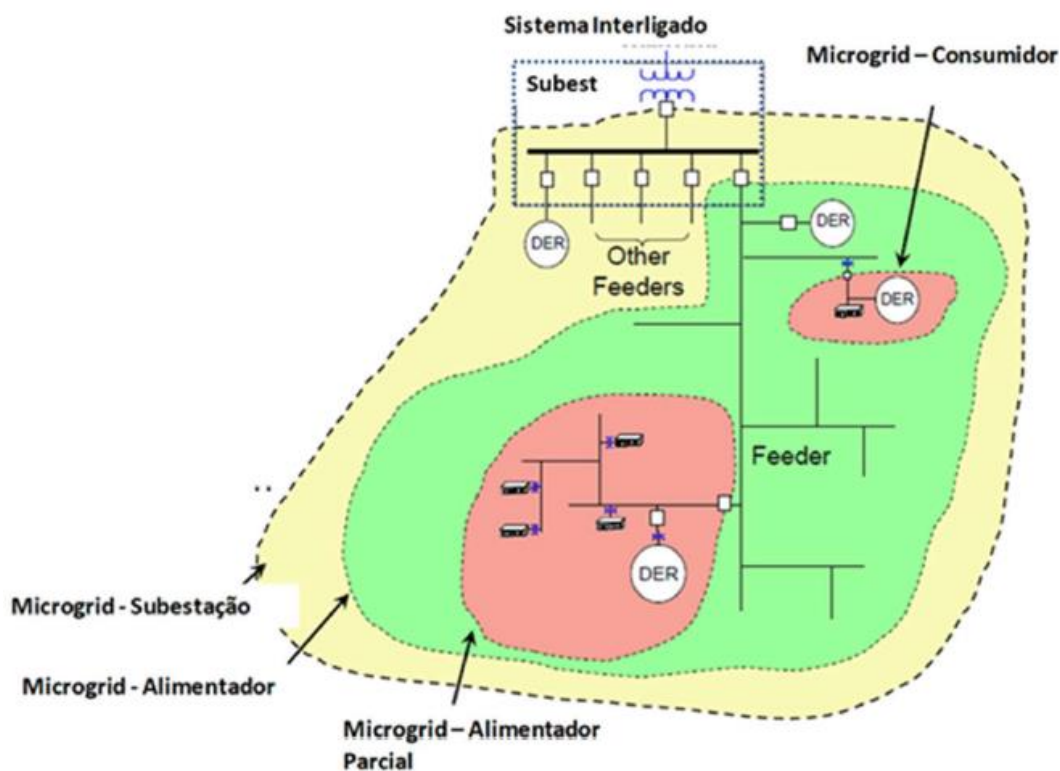 Sistema Interligado
Microgrid – Consumidor
Subest
DER
DER
Other
Feeders
DER
Feeder
DER
Microgrid - Subestação
Microgrid - Alimentador
Microgrid – Alimentador
Parcial